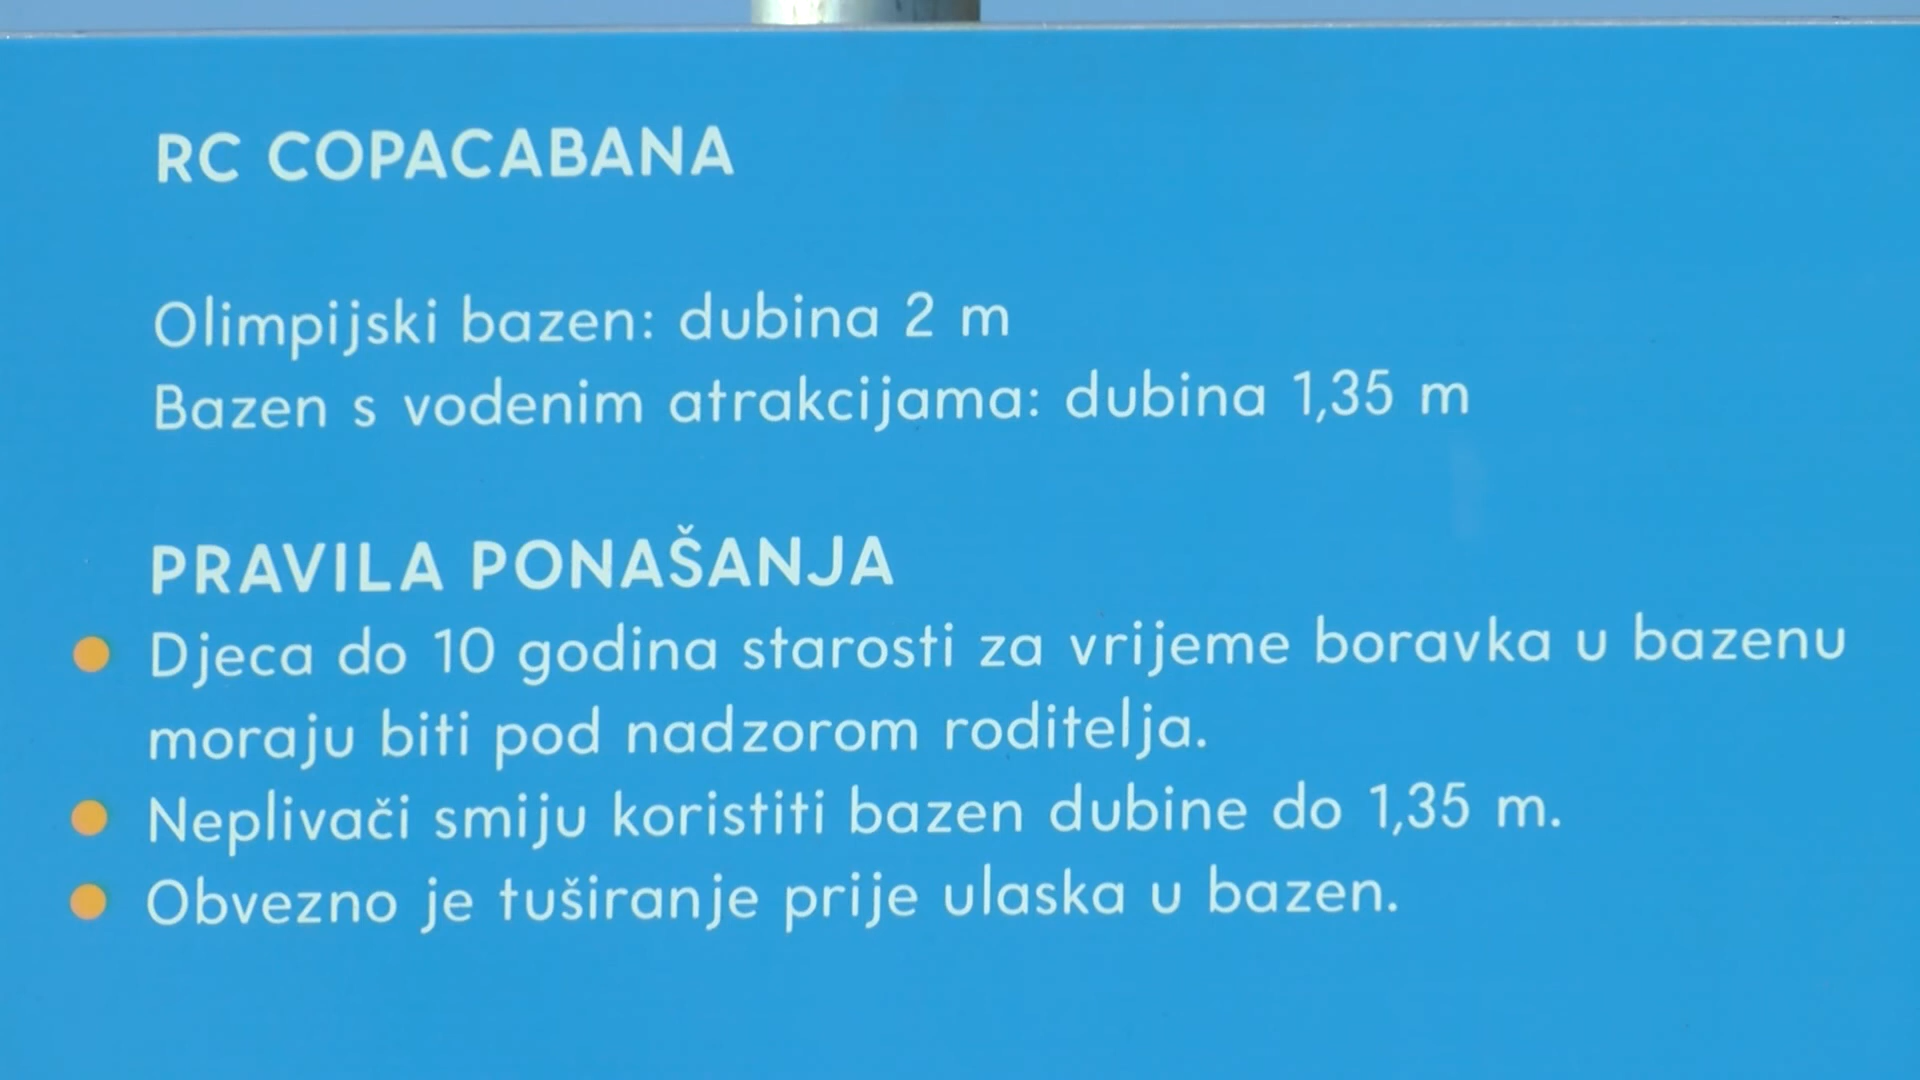 RC COPACABANA
Olimpijski bazen: dubina 2 m
Bazen s vodenim atrakcijama: dubina 1,35 m
PRAVILA PONAŠANJA
Djeca do 10 godina starosti za vrijeme boravka u bazenu
moraju biti pod nadzorom roditelja.
Neplivači smiju koristiti bazen dubine do 1,35 m.
Obvezno je tuširanje prije ulaska u bazen.